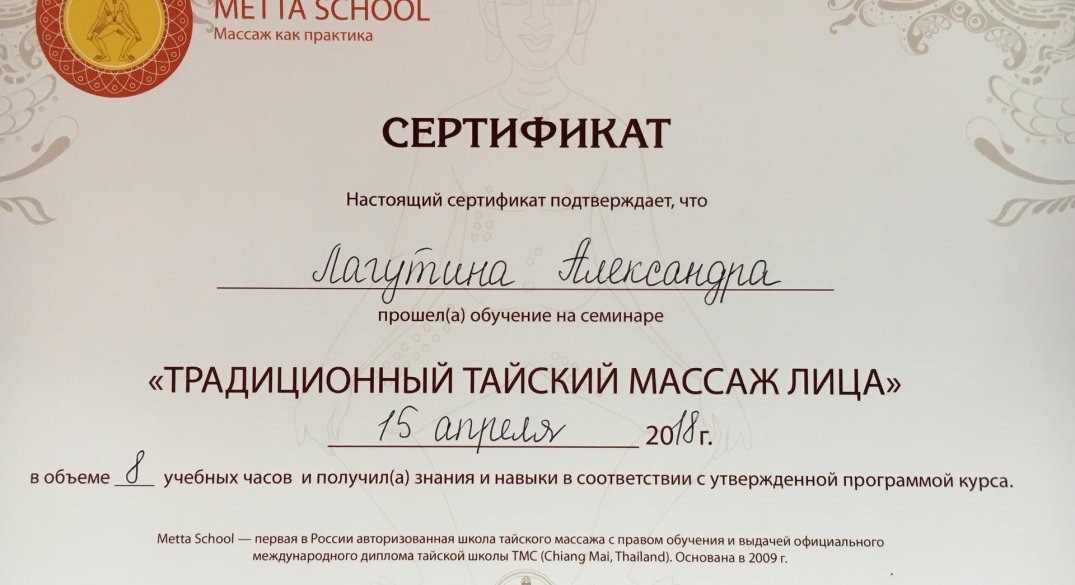 METTA SCHOOL
Массаж как практика
СЕРТИФИКАТ
Настоящий сертификат подтверждает, что
Лагутина Александра
прошел(а) обучение на семинаре
«ТРАДИЦИОННЫЙ ТАЙСКИЙ МАССАЖ ЛИЦА»
15 апреля 2018 г.
в объеме 8 учебных часов и получил(а) знания и навыки в соответствии с утвержденной программой курса.
Metta School — первая в России авторизованная школа тайского массажа с правом обучения и выдачей официального
международного диплома тайской школы ТМС (Chiang Mai, Thailand). Основана в 2009 г.